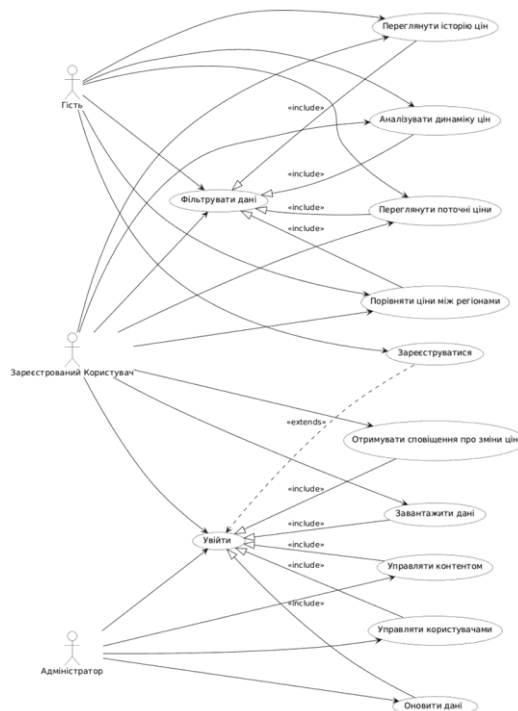 Переглянути історію цін
Гість
«include»
Аналізувати динаміку цін
«include»
Фільтрувати дані
«include»
Переглянути поточні ціни
«include»
Порівняти ціни між регіонами
Зареєструватися
Зареєстрований Користувач
«extends»
Отримувати сповіщення про зміни цін
«include»
Завантажити дані
«include»
Увійти
«include»
Управляти контентом
«include»
Управляти користувачами
Адміністратор
Оновити дані